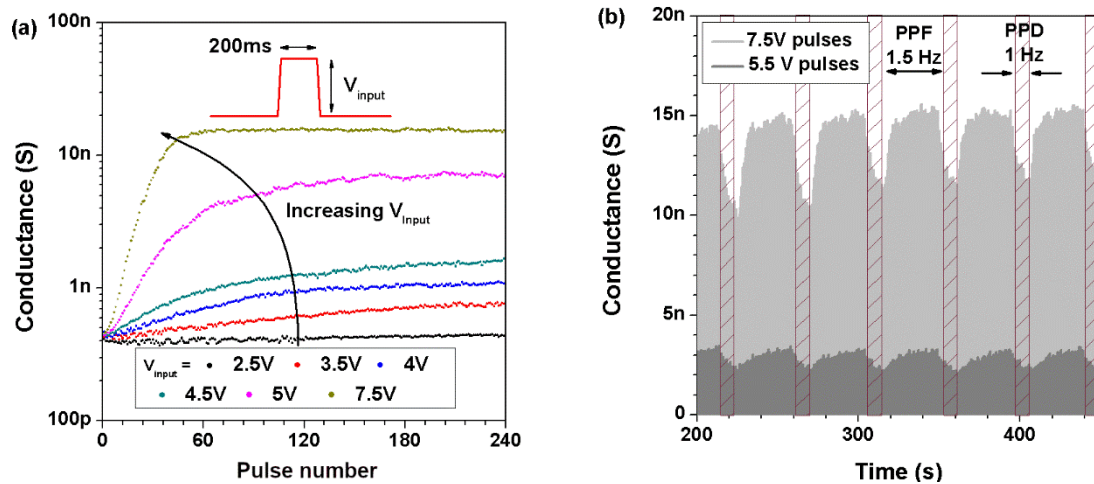 (a)
100n
10n
1n
100p
Conductance (S)
200ms
V input
Increasing V Input
V input = 2.5V 3.5V 4V
4.5V 5V 7.5V
0 60 120 180 240
Pulse number
(b)
20n
15n
10n
5n
0
Conductance (S)
7.5V pulses
5.5 V pulses
PPF
1.5 Hz
PPD
1 Hz
200 300 400
Time (s)